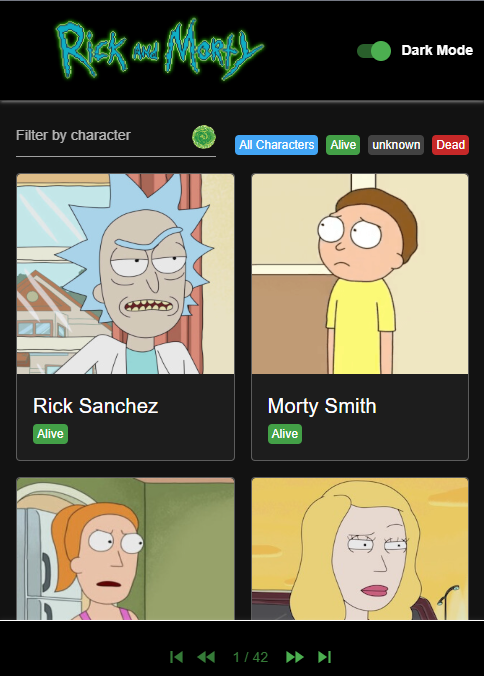 Rick and Morty
Dark Mode
Filter by character
All Characters Alive unknown Dead
Rick Sanchez
Alive
Morty Smith
Alive
1 / 42